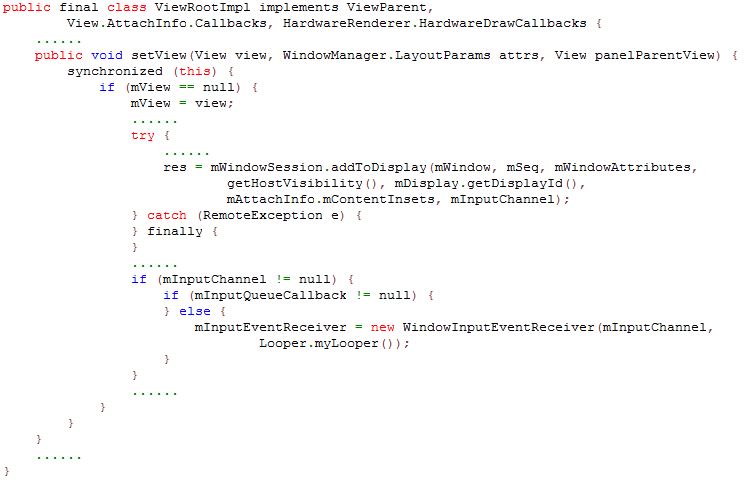 public final class ViewRootImpl implements ViewParent,
        View.AttachInfo.Callbacks, HardwareRenderer.HardwareDrawCallbacks {
    ......
    public void setView(View view, WindowManager.LayoutParams attrs, View panelParentView) {
        synchronized (this) {
            if (mView == null) {
                mView = view;
                ......
                try {
                    ......
                    res = mWindowSession.addToDisplay(mWindow, mSeq, mWindowAttributes,
                            getHostVisibility(), mDisplay.getDisplayId(),
                            mAttachInfo.mContentInsets, mInputChannel);
                } catch (RemoteException e) {
                } finally {
                }
                ......
                if (mInputChannel != null) {
                    if (mInputQueueCallback != null) {
                    } else {
                        mInputEventReceiver = new WindowInputEventReceiver(mInputChannel,
                                Looper.myLooper());
                    }
                }
                ......
            }
        }
    }
    ......
}